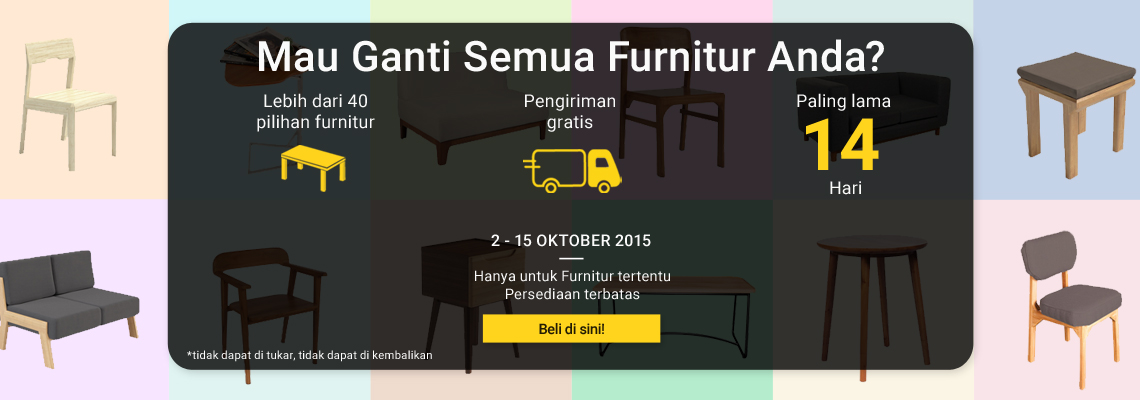 Mau Ganti Semua Furnitur Anda?
Lebih dari 40
pilihan furnitur
Pengiriman
gratis
Paling lama
14
Hari
2 - 15 OKTOBER 2015
Hanya untuk Furnitur tertentu
Persediaan terbatas
Beli di sini!
*tidak dapat di tukar, tidak dapat di kembalikan